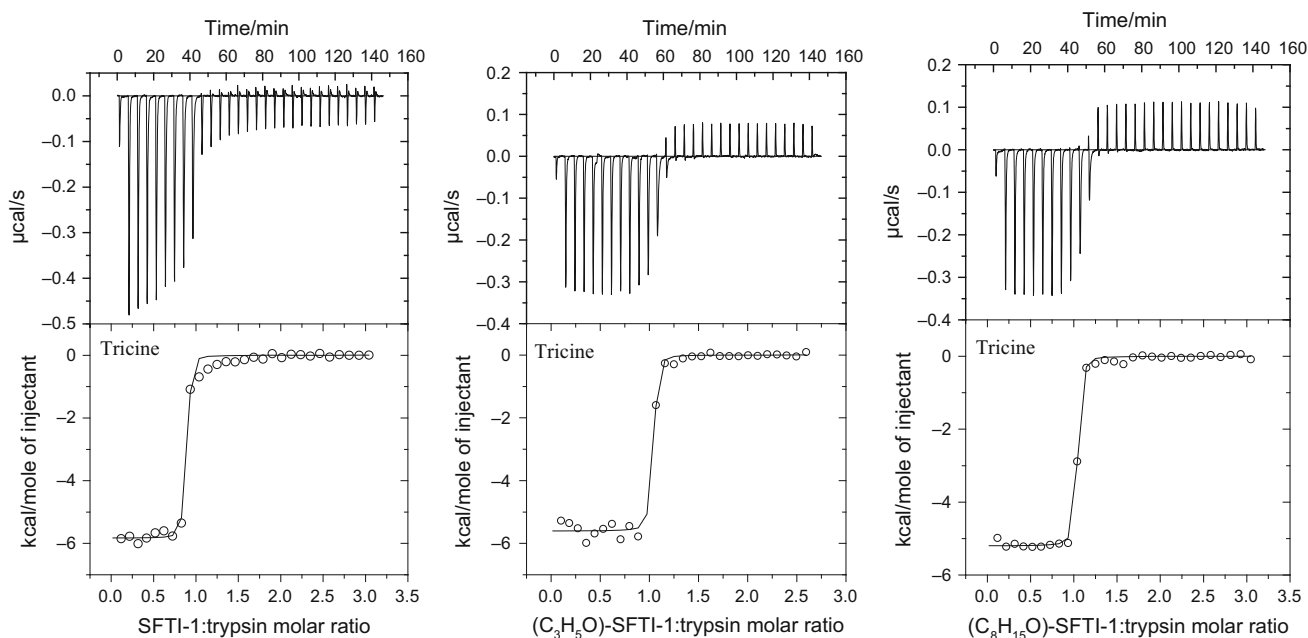 Time/min
0 20 40 60 80 100 120 140 160
0.0
–0.1
–0.2
–0.3
–0.4
–0.5
µcal/s
Tricine
0
–2
–4
–6
kcal/mole of injectant
0.0 0.5 1.0 1.5 2.0 2.5 3.0 3.5
SFTI-1:trypsin molar ratio
Time/min
0 20 40 60 80 100 120 140 160
0.2
0.1
0.0
–0.1
–0.2
–0.3
–0.4
µcal/s
Tricine
0
–2
–4
–6
kcal/mole of injectant
0.0 0.5 1.0 1.5 2.0 2.5 3.0
(C3H5O)-SFTI-1:trypsin molar ratio
Time/min
0 20 40 60 80 100 120 140 160
0.2
0.1
0.0
–0.1
–0.2
–0.3
–0.4
µcal/s
Tricine
0
–2
–4
–6
kcal/mole of injectant
0.0 0.5 1.0 1.5 2.0 2.5 3.0 3.5
(C8H15O)-SFTI-1:trypsin molar ratio